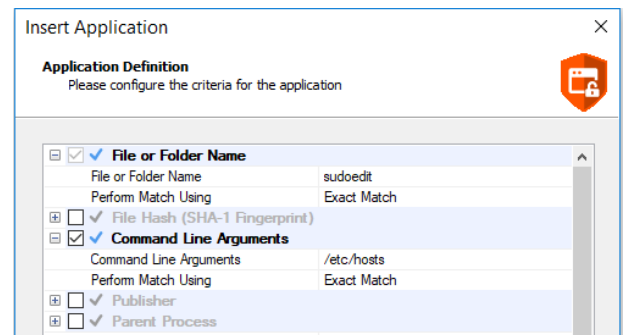 Insert Application
Application Definition
Please configure the criteria for the application
File or Folder Name
File or Folder Name sudoedit
Perform Match Using Exact Match
File Hash (SHA-1 Fingerprint)
Command Line Arguments
Command Line Arguments /etc/hosts
Perform Match Using Exact Match
Publisher
Parent Process